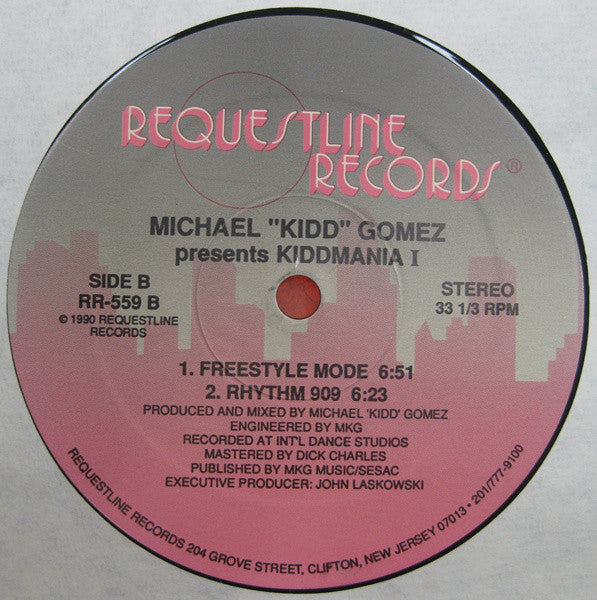 REQUESTLINE
RECORDS®
MICHAEL "KIDD" GOMEZ
presents KIDDMANIA I
SIDE B
RR-559 B
© 1990 REQUESTLINE
RECORDS
STEREO
33 1/3 RPM
1. FREESTYLE MODE 6:51
2. RHYTHM 909 6:23
PRODUCED AND MIXED BY MICHAEL 'KIDD' GOMEZ
ENGINEERED BY MKG
RECORDED AT INT'L DANCE STUDIOS
MASTERED BY DICK CHARLES
PUBLISHED BY MKG MUSIC/SESAC
EXECUTIVE PRODUCER: JOHN LASKOWSKI
REQUESTLINE RECORDS 204 GROVE STREET, CLIFTON, NEW JERSEY 07013 • 201/777-9100